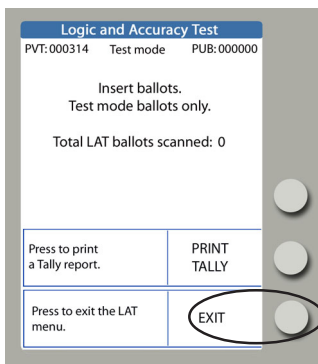 Logic and Accuracy Test
PVT: 000314 Test mode PUB: 000000
Insert ballots.
Test mode ballots only.
Total LAT ballots scanned: 0
Press to print
a Tally report.
PRINT
TALLY
Press to exit the LAT
menu.
EXIT